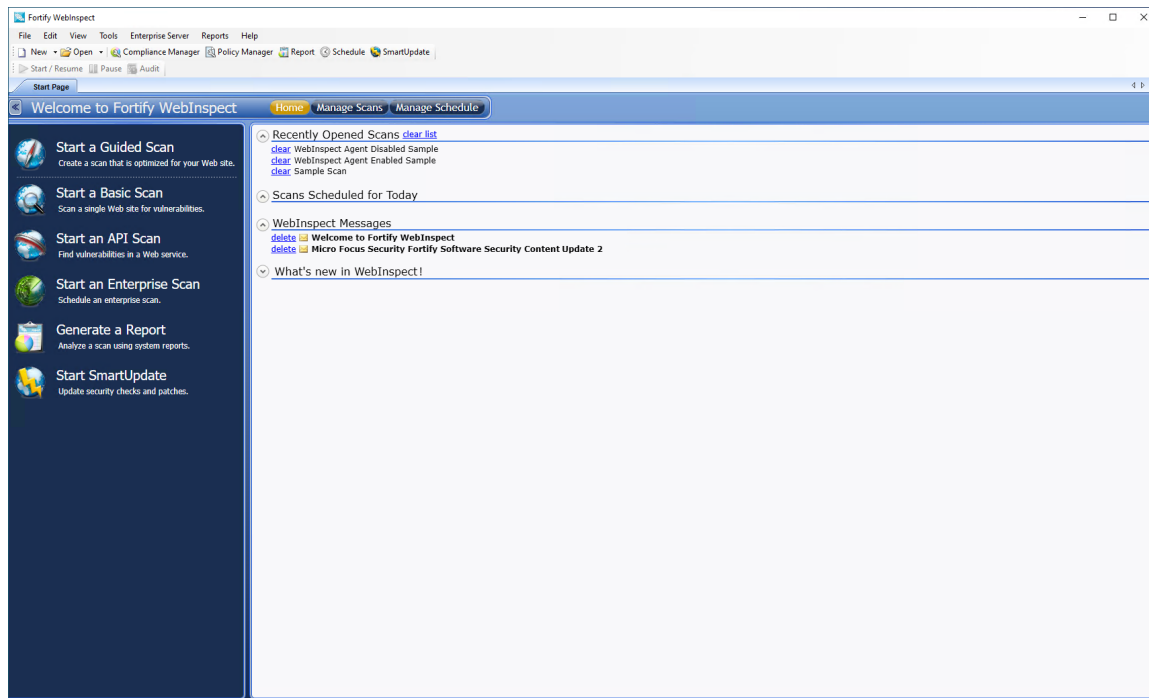 Fortify WebInspect
File Edit View Tools Enterprise Server Reports Help
New Open Compliance Manager Policy Manager Report Schedule SmartUpdate
Start / Resume Pause Audit
Start Page
Welcome to Fortify WebInspect Home Manage Scans Manage Schedule
Start a Guided Scan
Create a scan that is optimized for your Web site.
Start a Basic Scan
Scan a single Web site for vulnerabilities.
Start an API Scan
Find vulnerabilities in a Web service.
Start an Enterprise Scan
Schedule an enterprise scan.
Generate a Report
Analyze a scan using system reports.
Start SmartUpdate
Update security checks and patches.
Recently Opened Scans clear list
clear WebInspect Agent Disabled Sample
clear WebInspect Agent Enabled Sample
clear Sample Scan
Scans Scheduled for Today
WebInspect Messages
delete Welcome to Fortify WebInspect
delete Micro Focus Security Fortify Software Security Content Update 2
What's new in WebInspect!